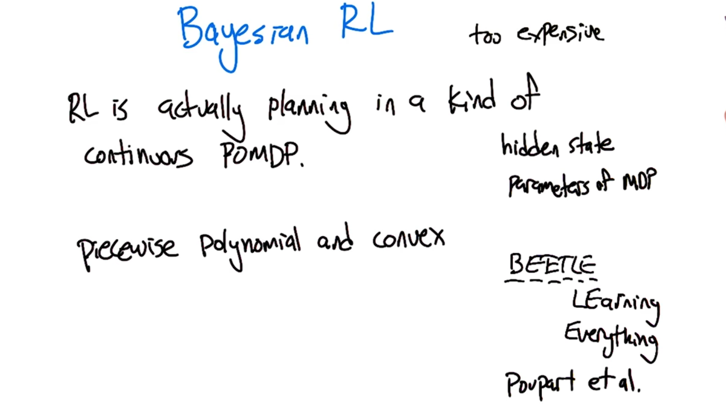 Bayesian RL
too expensive
RL is actually planning in a kind of
continuous POMDP.
hidden state
parameters of MDP
piecewise polynomial and convex
BEETLE
LEarning
Everything
Poupart et al.